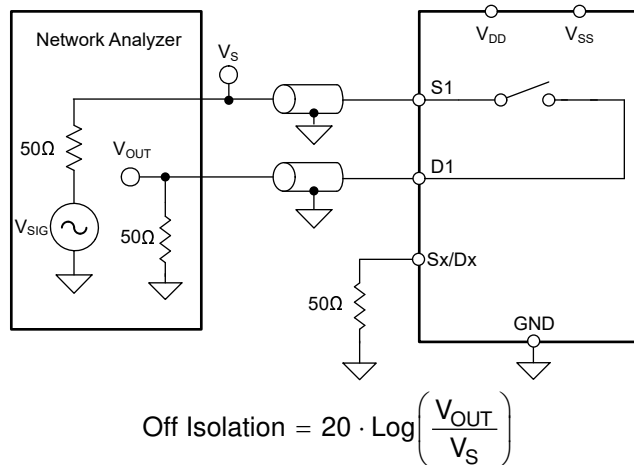 Network Analyzer
V_S
V_DD
V_SS
S1
50Ω
V_OUT
D1
V_SIG
50Ω
Sx/Dx
50Ω
GND
Off Isolation = 20 · Log(V_OUT / V_S)